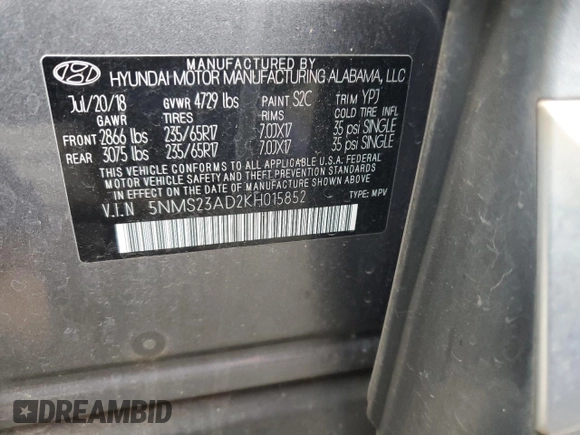 MANUFACTURED BY
HYUNDAI MOTOR MANUFACTURING ALABAMA, LLC
Jul/20/18 GVWR 4729 lbs PAINT S2C TRIM YPJ
GAWR TIRES RIMS COLD TIRE INFL
FRONT 2866 lbs 235/65R17 7.0JX17 35 psi SINGLE
REAR 3075 lbs 235/65R17 7.0JX17 35 psi SINGLE
THIS VEHICLE CONFORMS TO ALL APPLICABLE U.S.A. FEDERAL
MOTOR VEHICLE SAFETY AND THEFT PREVENTION STANDARDS IN
EFFECT ON THE DATE OF MANUFACTURE SHOWN ABOVE.
V.I.N 5NMS23AD2KH015852 TYPE: MPV
DREAMBID